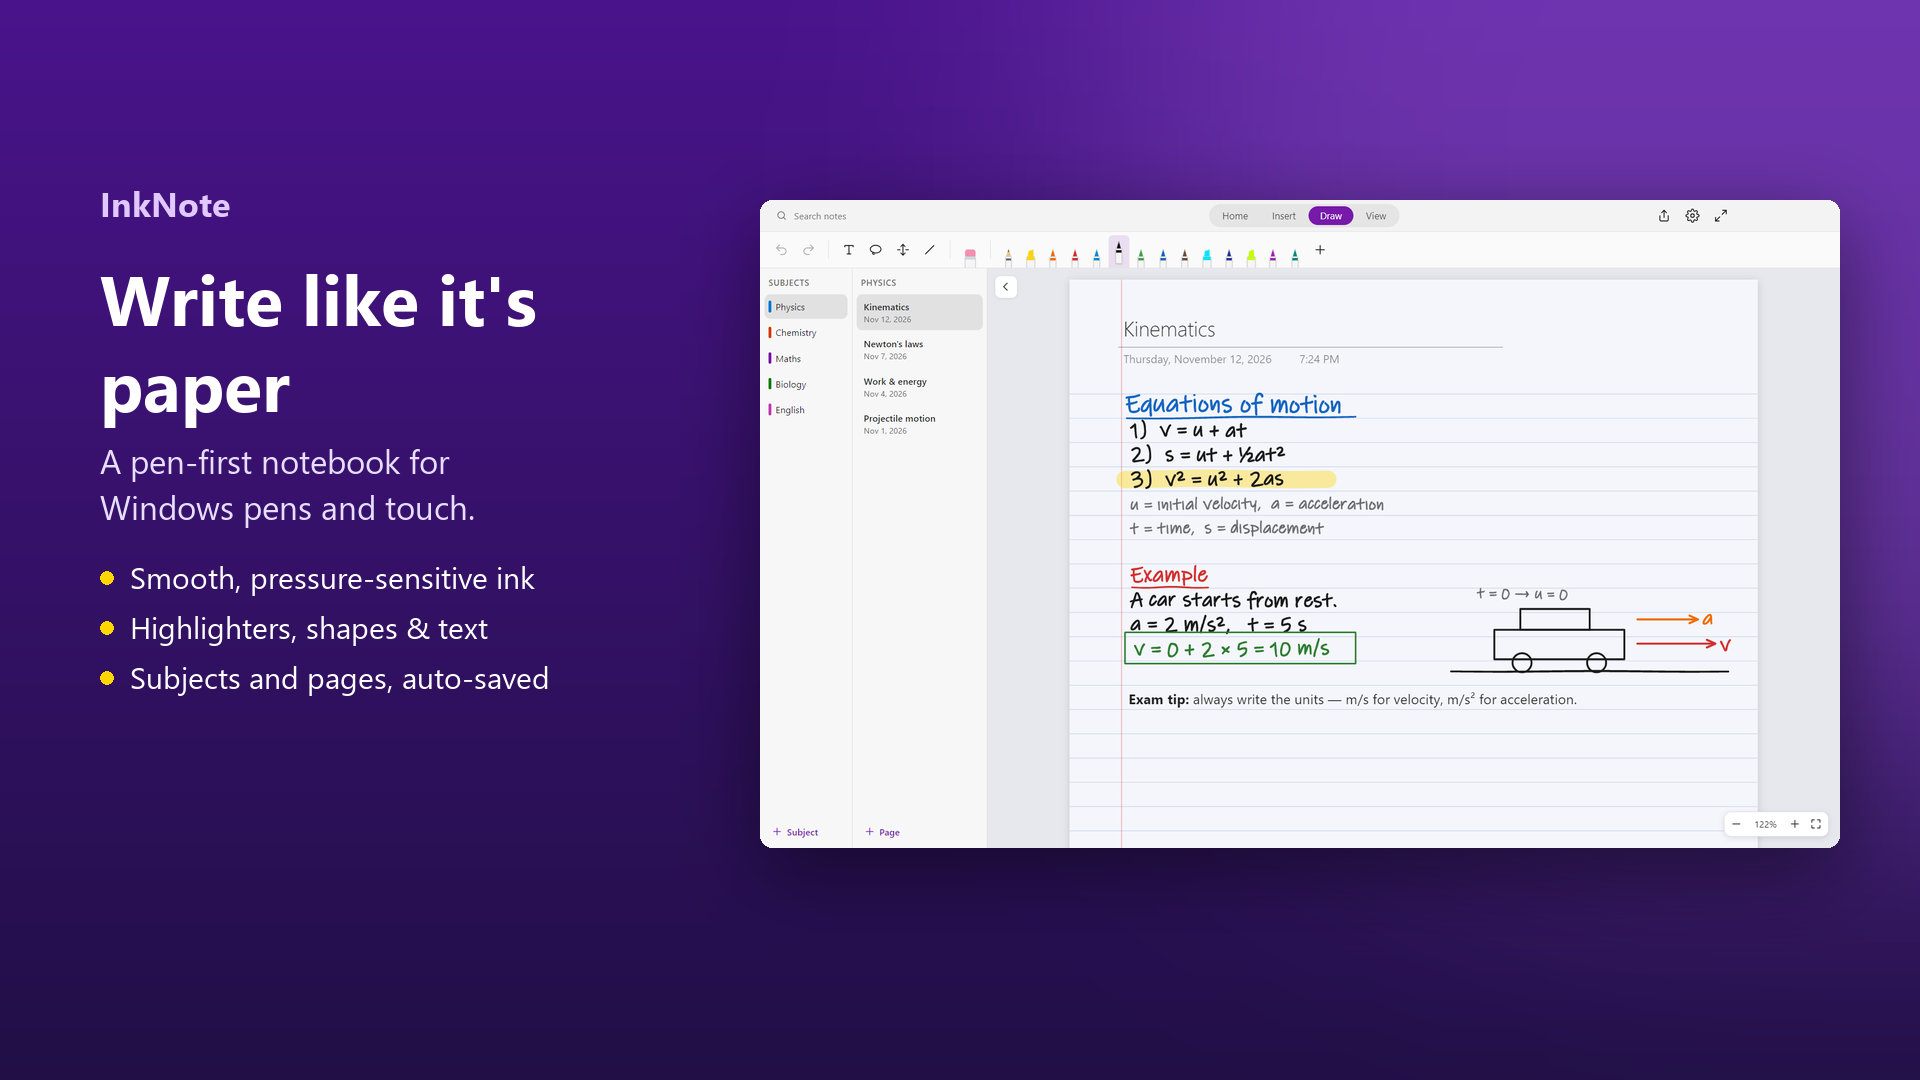 InkNote
Write like it's
paper
A pen-first notebook for
Windows pens and touch.
Smooth, pressure-sensitive ink
Highlighters, shapes & text
Subjects and pages, auto-saved
Search notes
Home Insert Draw View
SUBJECTS
Physics
Chemistry
Maths
Biology
English
+ Subject
PHYSICS
Kinematics
Nov 12, 2026
Newton's laws
Nov 7, 2026
Work & energy
Nov 4, 2026
Projectile motion
Nov 1, 2026
+ Page
Kinematics
Thursday, November 12, 2026 7:24 PM
Equations of motion
1) v = u + at
2) s = ut + ½at²
3) v² = u² + 2as
u = initial velocity, a = acceleration
t = time, s = displacement
Example
A car starts from rest.
a = 2 m/s², t = 5 s
v = 0 + 2 × 5 = 10 m/s
t = 0 → u = 0
a
v
Exam tip: always write the units — m/s for velocity, m/s² for acceleration.
122%